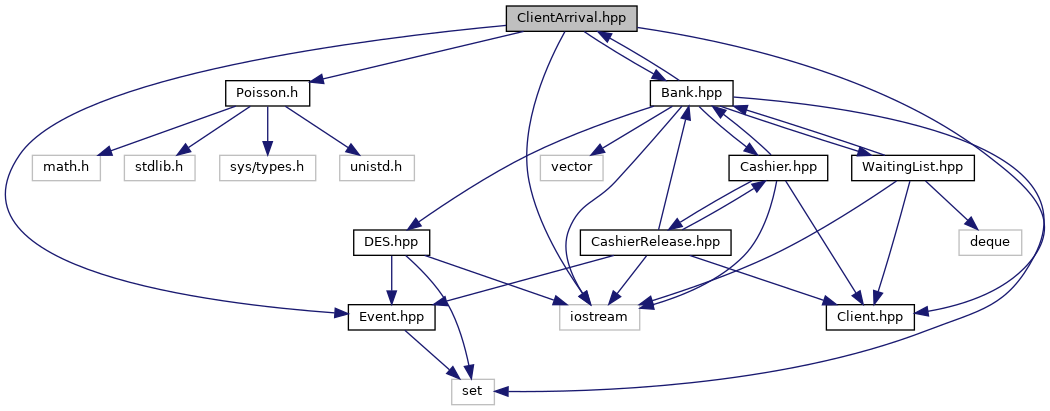 ClientArrival.hpp
Poisson.h
Bank.hpp
math.h
stdlib.h
sys/types.h
unistd.h
vector
Cashier.hpp
WaitingList.hpp
DES.hpp
CashierRelease.hpp
deque
Event.hpp
iostream
Client.hpp
set